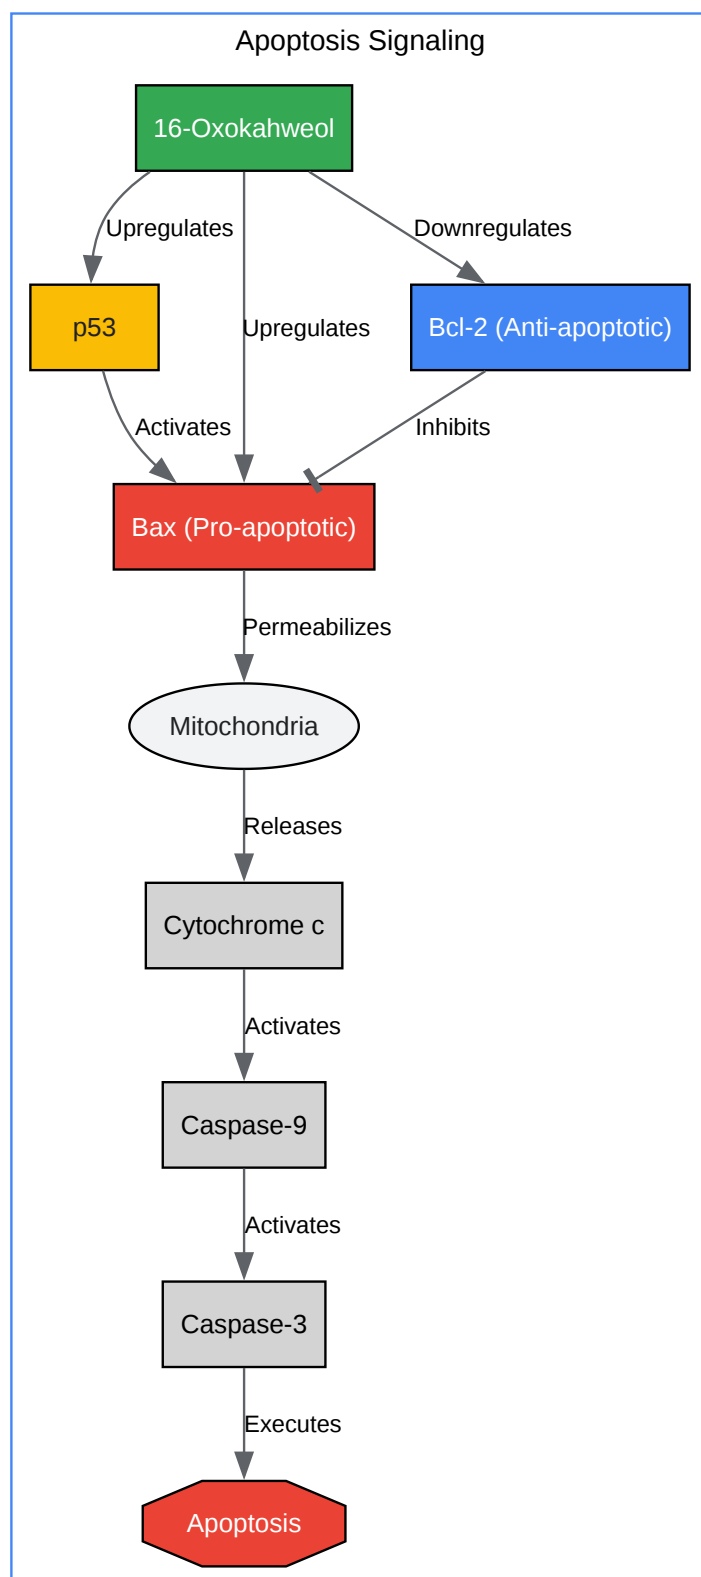 Apoptosis Signaling
16-Oxokahweol
Upregulates
Downregulates
p53
Upregulates
Bcl-2 (Anti-apoptotic)
Activates
Inhibits
Bax (Pro-apoptotic)
Permeabilizes
Mitochondria
Releases
Cytochrome c
Activates
Caspase-9
Activates
Caspase-3
Executes
Apoptosis